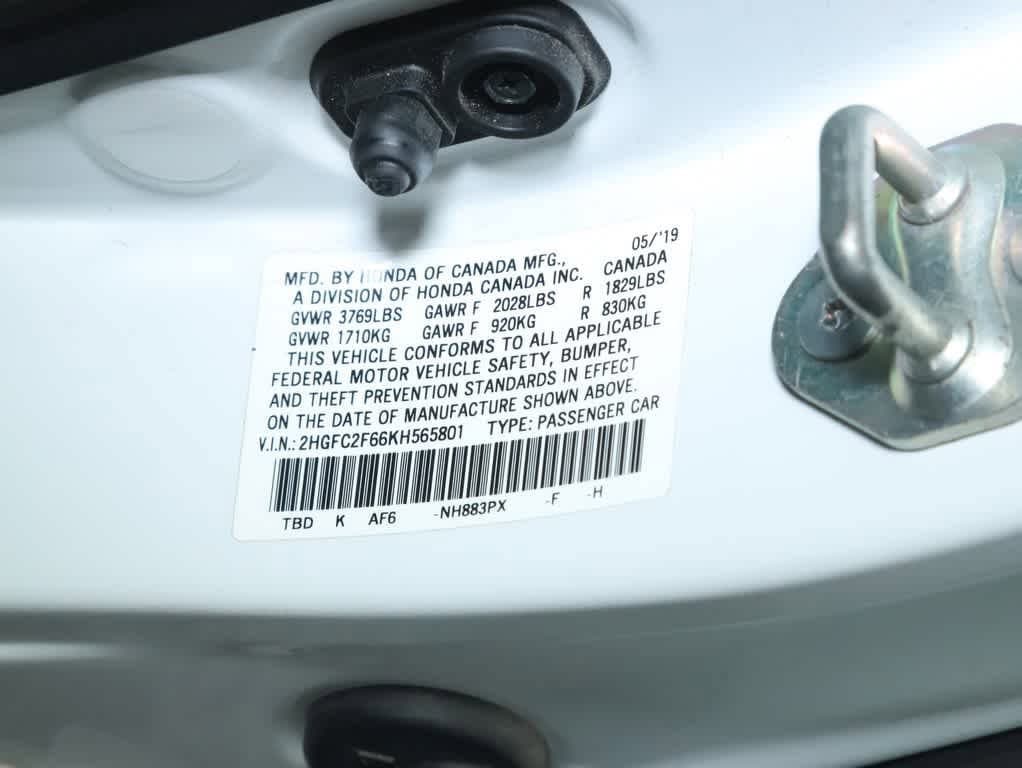 05/'19
MFD. BY HONDA OF CANADA MFG.,
A DIVISION OF HONDA CANADA INC. CANADA
GVWR 3769LBS GAWR F 2028LBS R 1829LBS
GVWR 1710KG GAWR F 920KG R 830KG
THIS VEHICLE CONFORMS TO ALL APPLICABLE
FEDERAL MOTOR VEHICLE SAFETY, BUMPER,
AND THEFT PREVENTION STANDARDS IN EFFECT
ON THE DATE OF MANUFACTURE SHOWN ABOVE.
V.I.N.: 2HGFC2F66KH565801 TYPE: PASSENGER CAR
TBD K AF6 -NH883PX -F -H